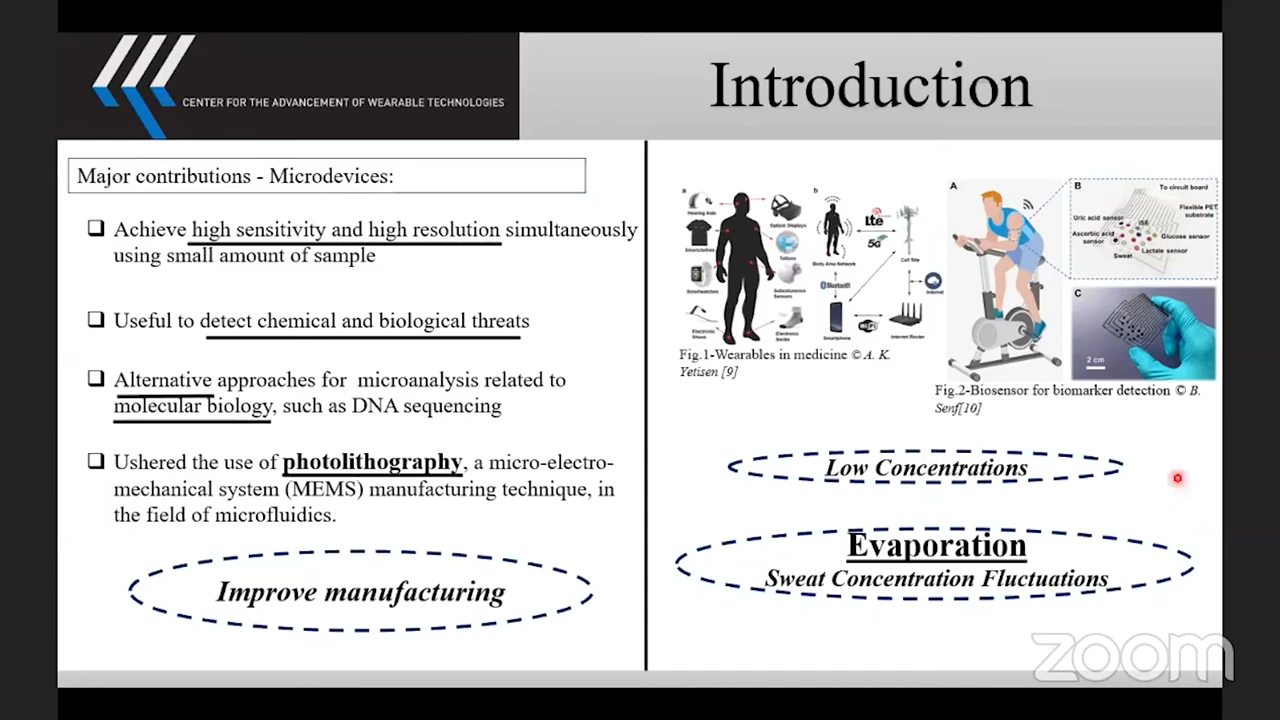 CENTER FOR THE ADVANCEMENT OF WEARABLE TECHNOLOGIES
Introduction
Major contributions - Microdevices:
Achieve high sensitivity and high resolution simultaneously
using small amount of sample
Useful to detect chemical and biological threats
Alternative approaches for microanalysis related to
molecular biology, such as DNA sequencing
Ushered the use of photolithography, a micro-electro-
mechanical system (MEMS) manufacturing technique, in
the field of microfluidics.
Improve manufacturing
a
Hearing Aids
Smartclothes
Smartwatches
Electronic
Shoes
Optical Displays
Tattoos
Subcutaneous
Sensors
Electronic
Socks
b
Body Area Network
Lte
5G
Cell Site
Bluetooth
Internet
Smartphone
WiFi
Internet Router
Fig.1-Wearables in medicine © A. K.
Yetisen [9]
A
B
To circuit board
Flexible PET
substrate
Uric acid sensor
ISE
Ascorbic acid
sensor
Glucose sensor
Lactate sensor
Sweat
C
2 cm
Fig.2-Biosensor for biomarker detection © B.
Senf[10]
Low Concentrations
Evaporation
Sweat Concentration Fluctuations
zoom